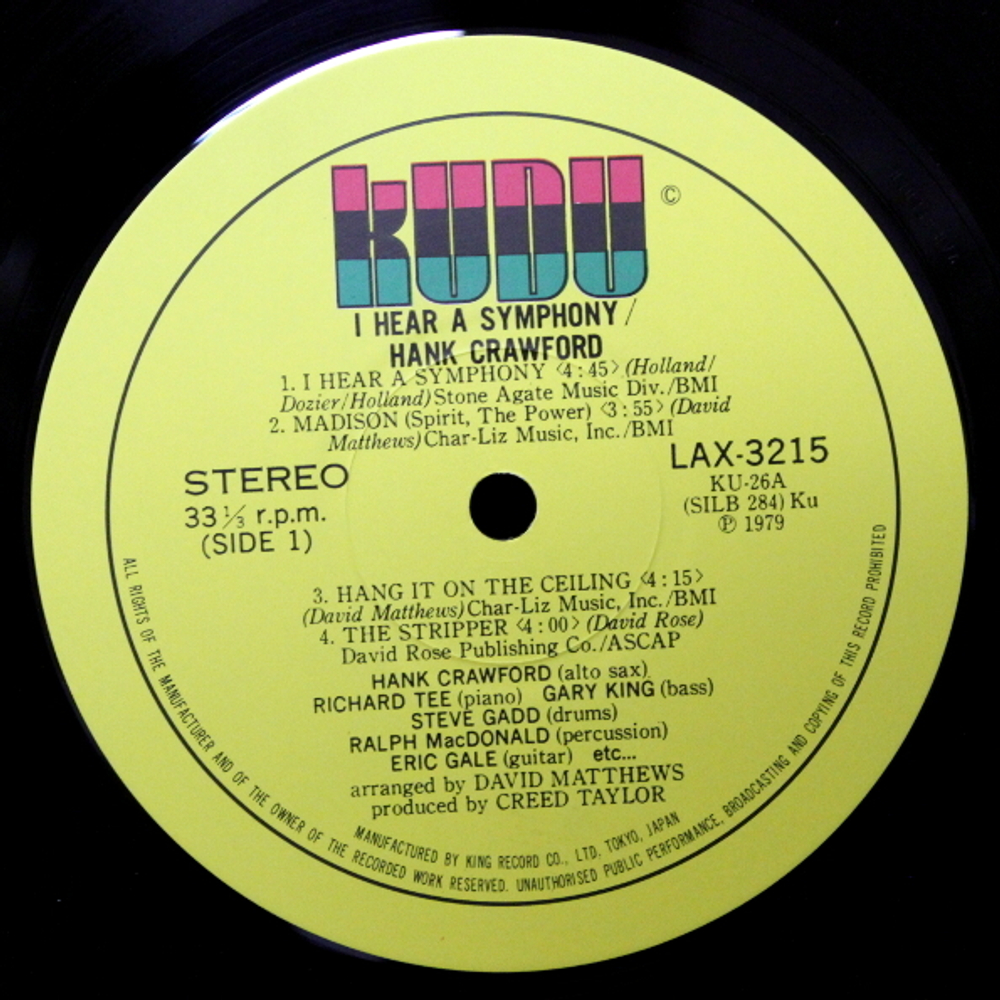 KUDU ©
I HEAR A SYMPHONY /
HANK CRAWFORD
1. I HEAR A SYMPHONY <4:45> (Holland/
Dozier/Holland) Stone Agate Music Div./BMI
2. MADISON (Spirit, The Power) <3:55> (David
Matthews) Char-Liz Music, Inc./BMI
STEREO
33⅓ r.p.m.
(SIDE 1)
LAX-3215
KU-26A
(SILB 284) Ku
℗ 1979
3. HANG IT ON THE CEILING <4:15>
(David Matthews) Char-Liz Music, Inc./BMI
4. THE STRIPPER <4:00> (David Rose)
David Rose Publishing Co./ASCAP
HANK CRAWFORD (alto sax)
RICHARD TEE (piano) GARY KING (bass)
STEVE GADD (drums)
RALPH MacDONALD (percussion)
ERIC GALE (guitar) etc...
arranged by DAVID MATTHEWS
produced by CREED TAYLOR
MANUFACTURED BY KING RECORD CO., LTD. TOKYO, JAPAN
ALL RIGHTS OF THE MANUFACTURER AND OF THE OWNER OF THE RECORDED WORK RESERVED. UNAUTHORISED PUBLIC PERFORMANCE, BROADCASTING AND COPYING OF THIS RECORD PROHIBITED